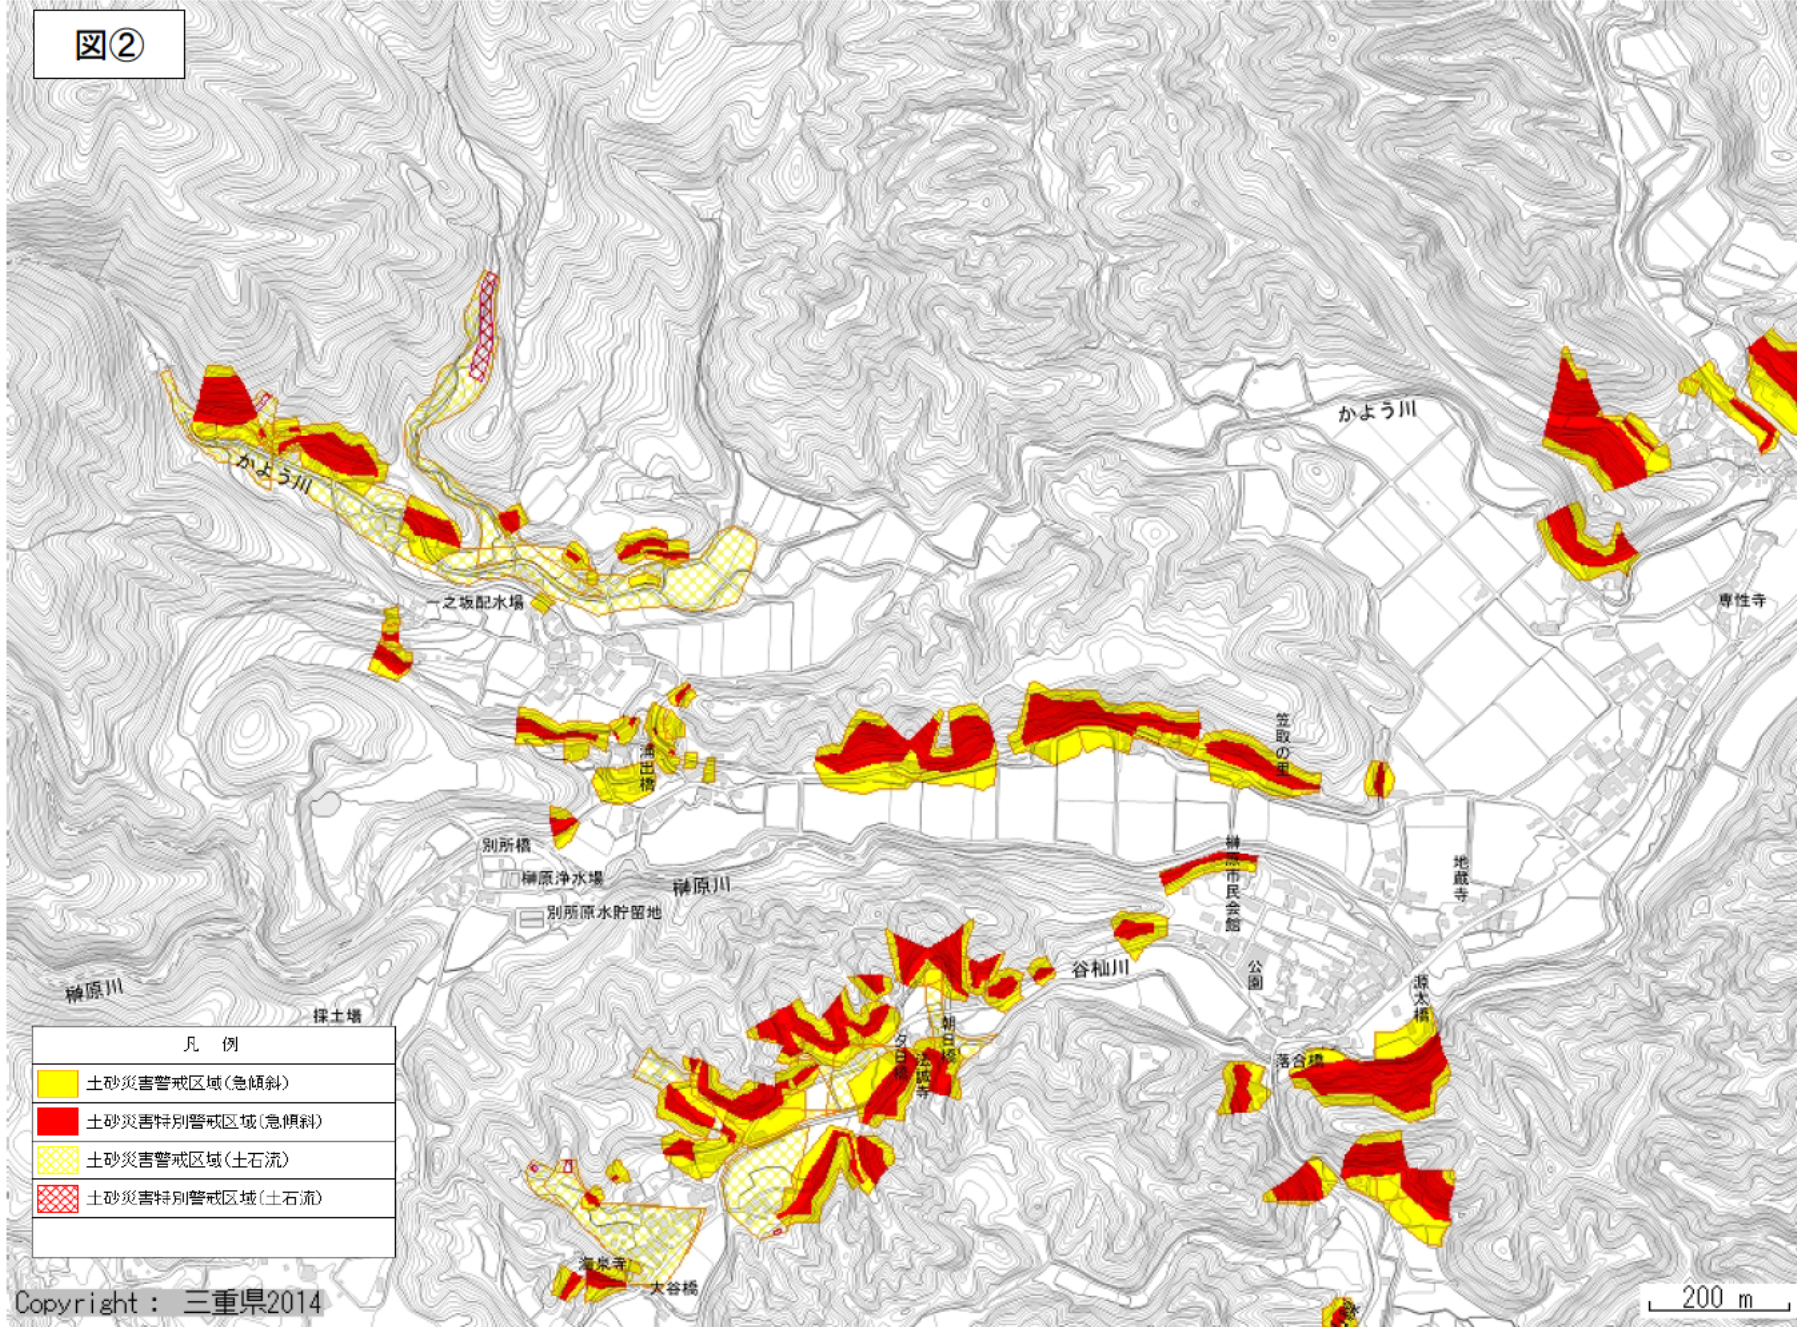 図②
かよう川
かよう川
一之坂配水場
専性寺
笠取の里
出橋
別所橋
榊原浄水場
榊原川
別所原水貯留地
地蔵寺
榊原市民会館
谷杣川
公園
源太橋
榊原川
採土場
朝日橋
夕日橋
法誠寺
落合橋
凡 例
土砂災害警戒区域(急傾斜)
土砂災害特別警戒区域(急傾斜)
土砂災害警戒区域(土石流)
土砂災害特別警戒区域(土石流)
泉寺
大谷橋
Copyright : 三重県2014
200 m